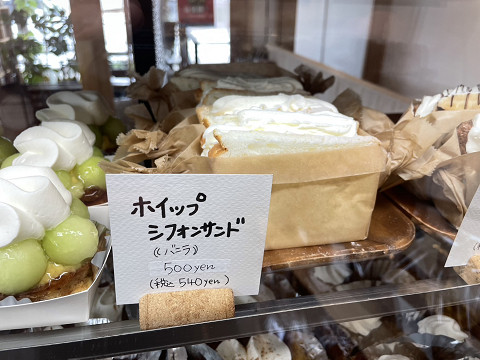 ホイップ
シフォンサンド
(バニラ)
500yen
(税込 540yen)